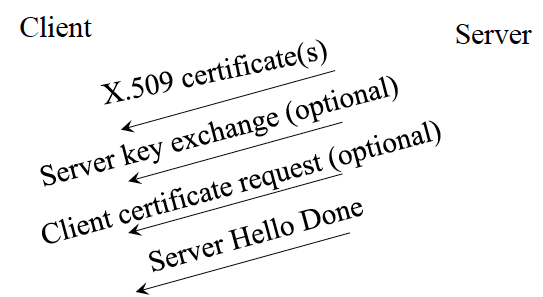 Client
Server
X.509 certificate(s)
Server key exchange (optional)
Client certificate request (optional)
Server Hello Done